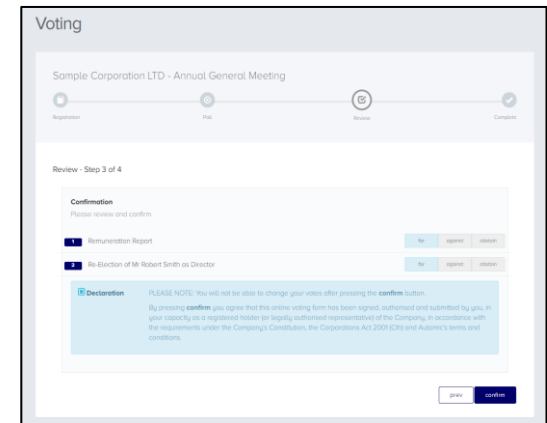 Voting
Sample Corporation LTD - Annual General Meeting
Registration Poll Review Complete
Review - Step 3 of 4
Confirmation
Please review and confirm.
1 Remuneration Report for against abstain
2 Re-Election of Mr Robert Smith as Director for against abstain
Declaration PLEASE NOTE: You will not be able to change your votes after pressing the confirm button.
By pressing confirm you agree that this online voting form has been signed, authorised and submitted by you, in
your capacity as a registered holder (or legally authorised representative) of the Company, in accordance with
the requirements under the Company's Constitution, the Corporations Act 2001 (Cth) and Automic's terms and
conditions.
prev confirm